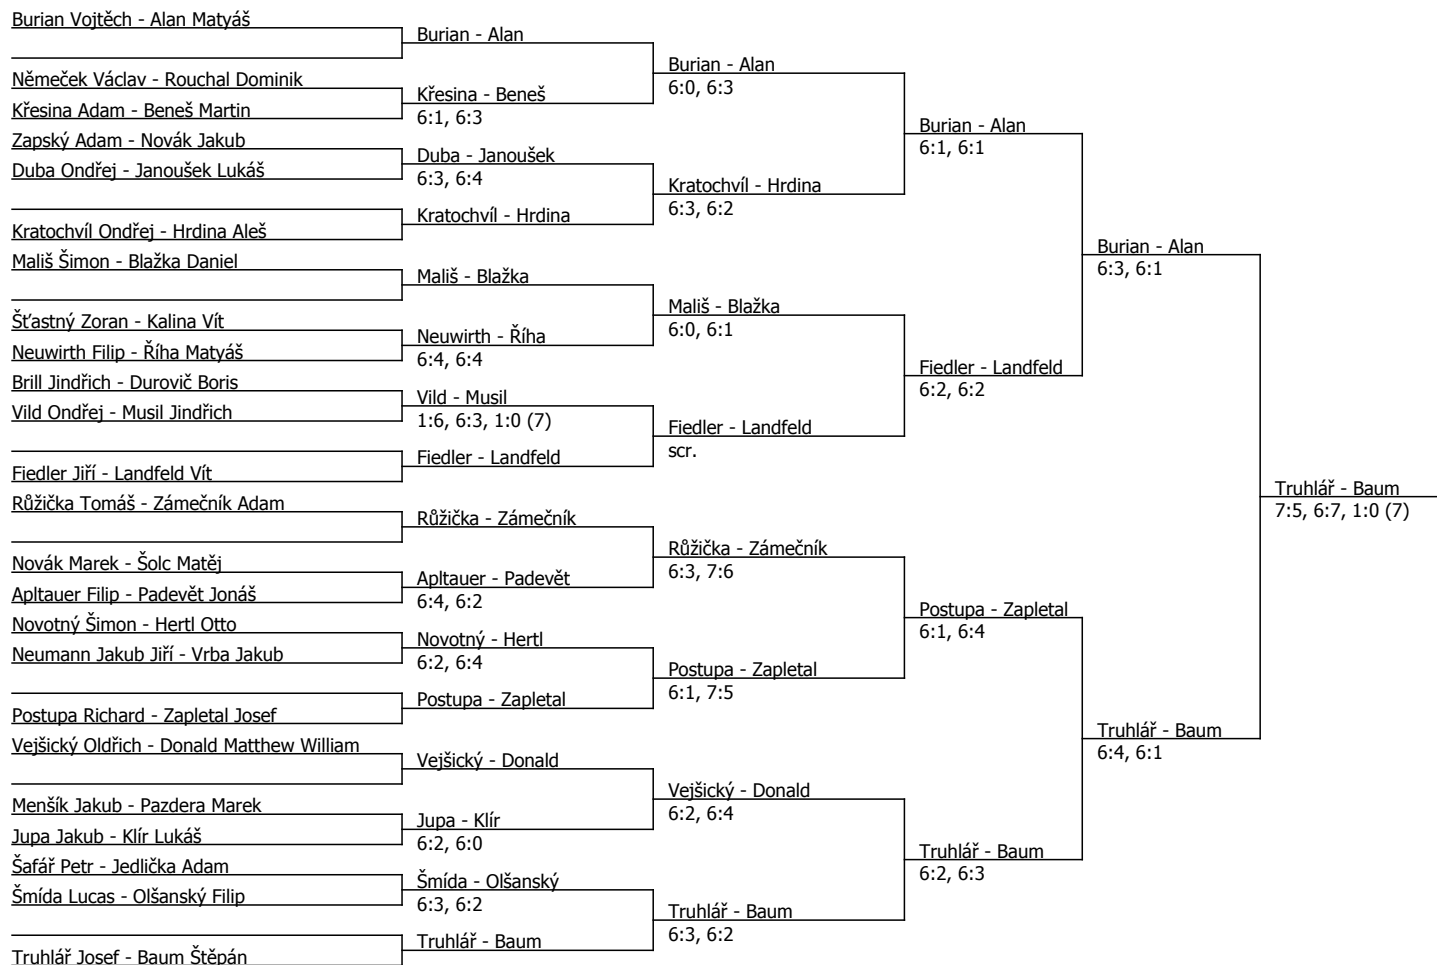 Burian Vojtěch - Alan Matyáš
Němeček Václav - Rouchal Dominik
Křesina Adam - Beneš Martin
Zapský Adam - Novák Jakub
Duba Ondřej - Janoušek Lukáš
Kratochvíl Ondřej - Hrdina Aleš
Mališ Šimon - Blažka Daniel
Šťastný Zoran - Kalina Vít
Neuwirth Filip - Říha Matyáš
Brill Jindřich - Durovič Boris
Vild Ondřej - Musil Jindřich
Fiedler Jiří - Landfeld Vít
Růžička Tomáš - Zámečník Adam
Novák Marek - Šolc Matěj
Apltauer Filip - Padevět Jonáš
Novotný Šimon - Hertl Otto
Neumann Jakub Jiří - Vrba Jakub
Postupa Richard - Zapletal Josef
Vejšický Oldřich - Donald Matthew William
Menšík Jakub - Pazdera Marek
Jupa Jakub - Klír Lukáš
Šafář Petr - Jedlička Adam
Šmída Lucas - Olšanský Filip
Truhlář Josef - Baum Štěpán
Burian - Alan
Křesina - Beneš
6:1, 6:3
Duba - Janoušek
6:3, 6:4
Kratochvíl - Hrdina
Mališ - Blažka
Neuwirth - Říha
6:4, 6:4
Vild - Musil
1:6, 6:3, 1:0 (7)
Fiedler - Landfeld
Růžička - Zámečník
Apltauer - Padevět
6:4, 6:2
Novotný - Hertl
6:2, 6:4
Postupa - Zapletal
Vejšický - Donald
Jupa - Klír
6:2, 6:0
Šmída - Olšanský
6:3, 6:2
Truhlář - Baum
Burian - Alan
6:0, 6:3
Kratochvíl - Hrdina
6:3, 6:2
Mališ - Blažka
6:0, 6:1
Fiedler - Landfeld
scr.
Růžička - Zámečník
6:3, 7:6
Postupa - Zapletal
6:1, 7:5
Vejšický - Donald
6:2, 6:4
Truhlář - Baum
6:3, 6:2
Burian - Alan
6:1, 6:1
Fiedler - Landfeld
6:2, 6:2
Postupa - Zapletal
6:1, 6:4
Truhlář - Baum
6:2, 6:3
Burian - Alan
6:3, 6:1
Truhlář - Baum
6:4, 6:1
Truhlář - Baum
7:5, 6:7, 1:0 (7)